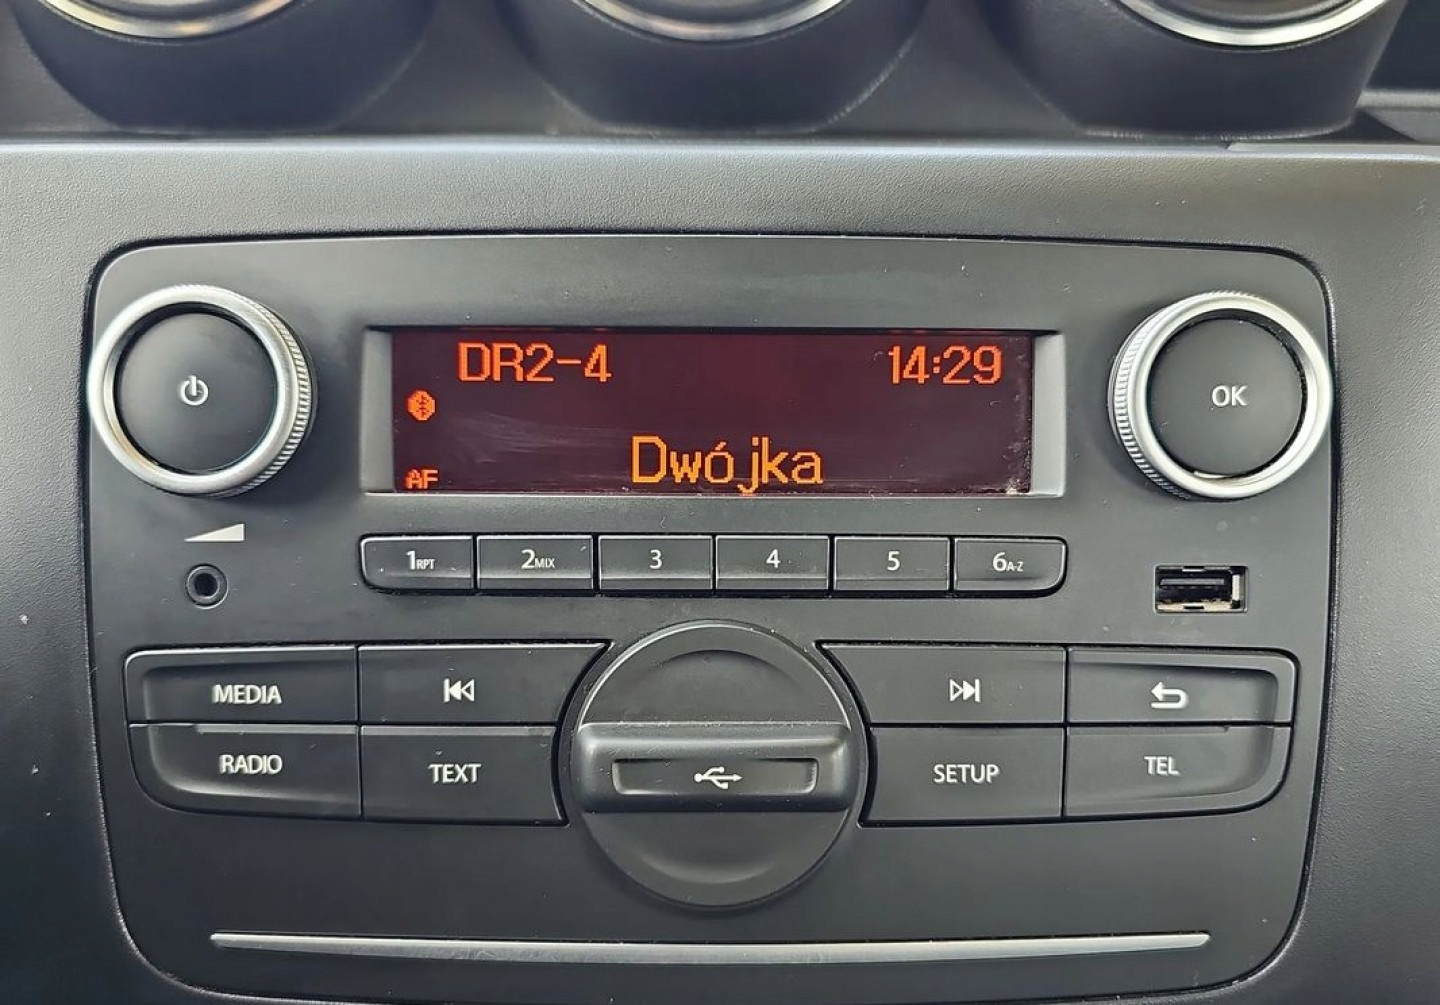 DR2-4 14:29
AF
Dwójka
OK
1RPT 2MIX 3 4 5 6A-Z
MEDIA
RADIO TEXT SETUP TEL